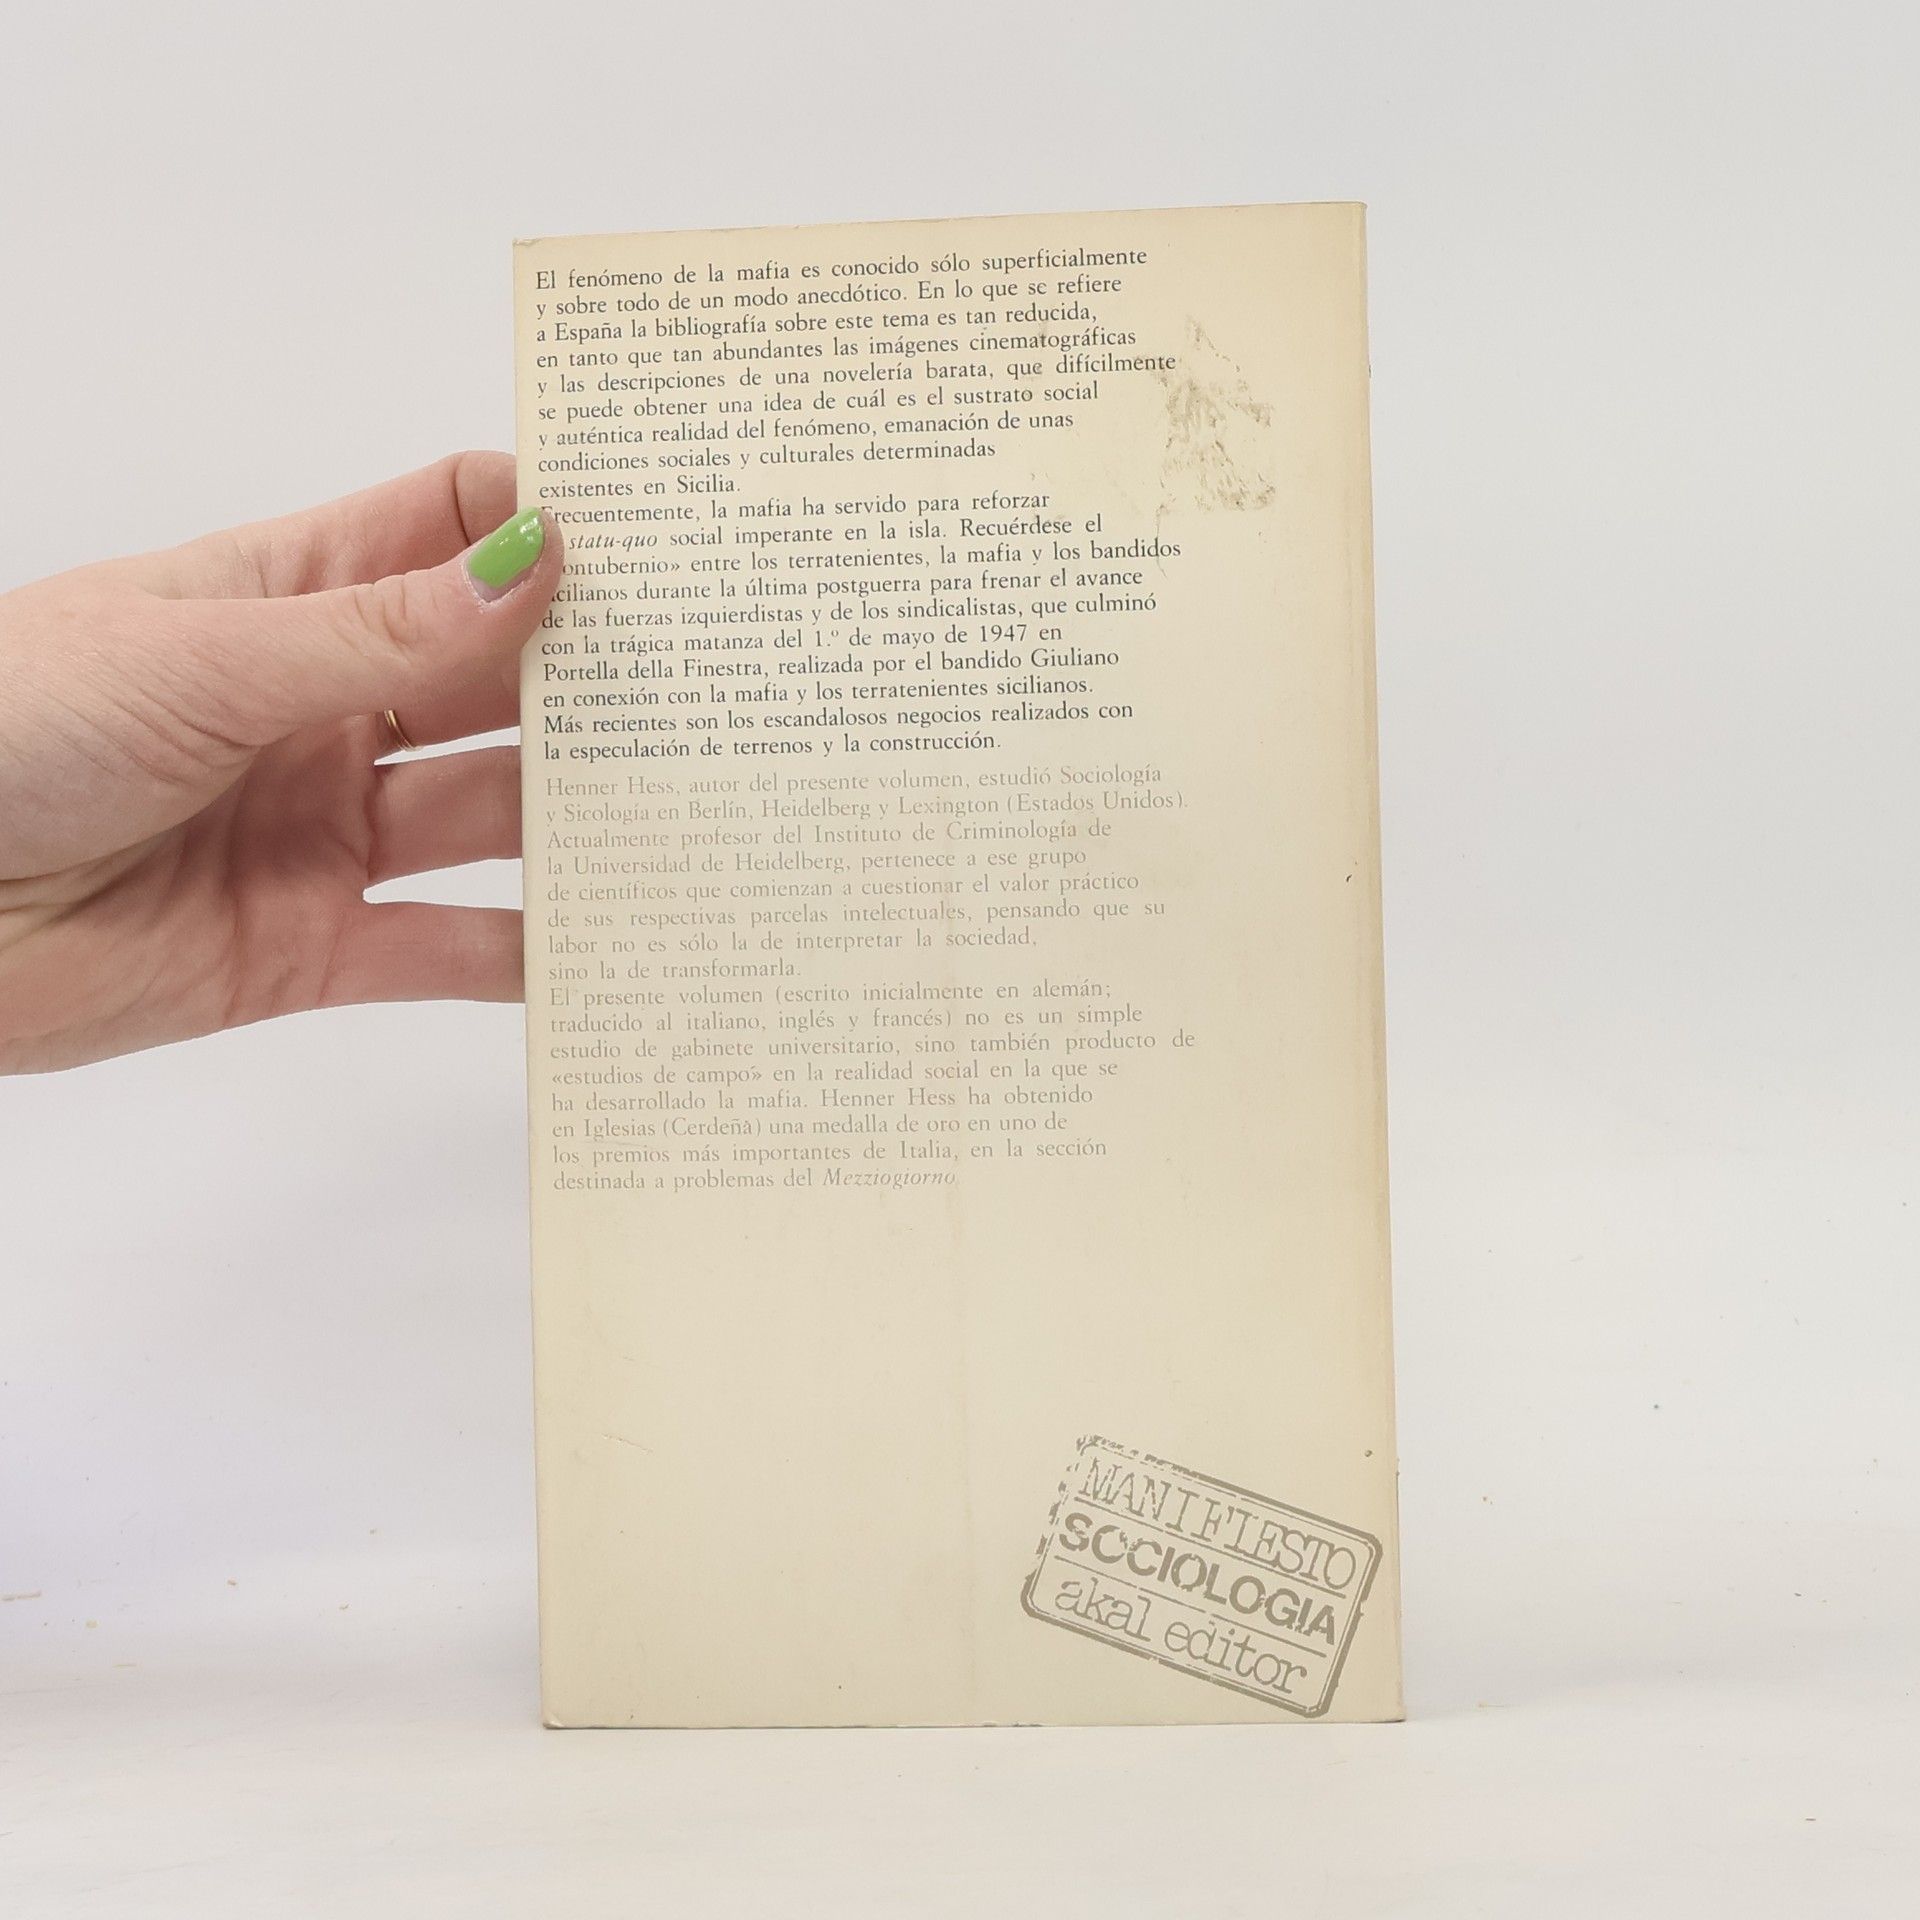 El fenómeno de la mafia es conocido sólo superficialmente
y sobre todo de un modo anecdótico. En lo que se refiere
a España la bibliografía sobre este tema es tan reducida,
en tanto que tan abundantes las imágenes cinematográficas
y las descripciones de una novelería barata, que difícilmente
se puede obtener una idea de cuál es el sustrato social
y auténtica realidad del fenómeno, emanación de unas
condiciones sociales y culturales determinadas
existentes en Sicilia.
Frecuentemente, la mafia ha servido para reforzar
statu-quo social imperante en la isla. Recuérdese el
ontubernio» entre los terratenientes, la mafia y los bandidos
cilianos durante la última postguerra para frenar el avance
de las fuerzas izquierdistas y de los sindicalistas, que culminó
con la trágica matanza del 1.º de mayo de 1947 en
Portella della Finestra, realizada por el bandido Giuliano
en conexión con la mafia y los terratenientes sicilianos.
Más recientes son los escandalosos negocios realizados con
la especulación de terrenos y la construcción.
Henner Hess, autor del presente volumen, estudió Sociología
y Sicología en Berlín, Heidelberg y Lexington (Estados Unidos).
Actualmente profesor del Instituto de Criminología de
la Universidad de Heidelberg, pertenece a ese grupo
de científicos que comienzan a cuestionar el valor práctico
de sus respectivas parcelas intelectuales, pensando que su
labor no es sólo la de interpretar la sociedad,
sino la de transformarla.
El presente volumen (escrito inicialmente en alemán;
traducido al italiano, inglés y francés) no es un simple
estudio de gabinete universitario, sino también producto de
«estudios de campo» en la realidad social en la que se
ha desarrollado la mafia. Henner Hess ha obtenido
en Iglesias (Cerdeña) una medalla de oro en uno de
los premios más importantes de Italia, en la sección
destinada a problemas del Mezziogiorno
MANIFIESTO
SOCIOLOGIA
akal editor